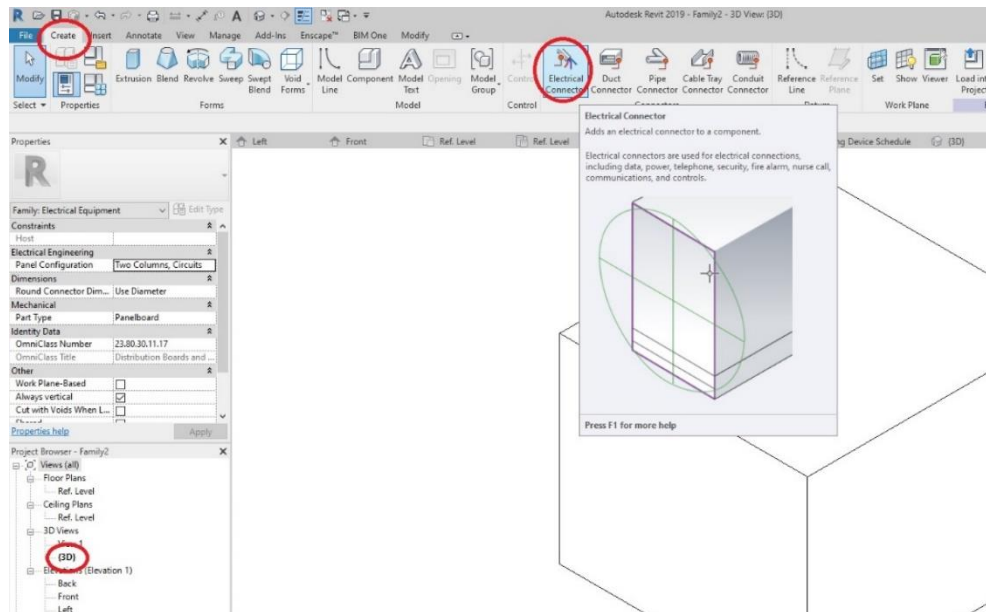 Autodesk Revit 2019 - Family2 - 3D View: {3D}
File Create Insert Annotate View Manage Add-Ins Enscape™ BIM One Modify
Modify Extrusion Blend Revolve Sweep Swept Blend Void Forms Model Line Component Model Text Opening Model Group Control Electrical Connector Duct Connector Pipe Connector Cable Tray Connector Conduit Connector Reference Line Reference Plane Set Show Viewer Load into Project
Select Properties Forms Model Control Work Plane
Properties Left Front Ref. Level Ref. Level Device Schedule {3D}
Electrical Connector
Adds an electrical connector to a component.
Electrical connectors are used for electrical connections,
including data, power, telephone, security, fire alarm, nurse call,
communications, and controls.
Press F1 for more help
R
Family: Electrical Equipment Edit Type
Constraints
Host
Electrical Engineering
Panel Configuration Two Columns, Circuits
Dimensions
Round Connector Dim... Use Diameter
Mechanical
Part Type Panelboard
Identity Data
OmniClass Number 23.80.30.11.17
OmniClass Title Distribution Boards and ...
Other
Work Plane-Based
Always vertical
Cut with Voids When L...
Properties help Apply
Project Browser - Family2
Views (all)
Floor Plans
Ref. Level
Ceiling Plans
Ref. Level
3D Views
View 1
{3D}
Elevations (Elevation 1)
Back
Front
Left